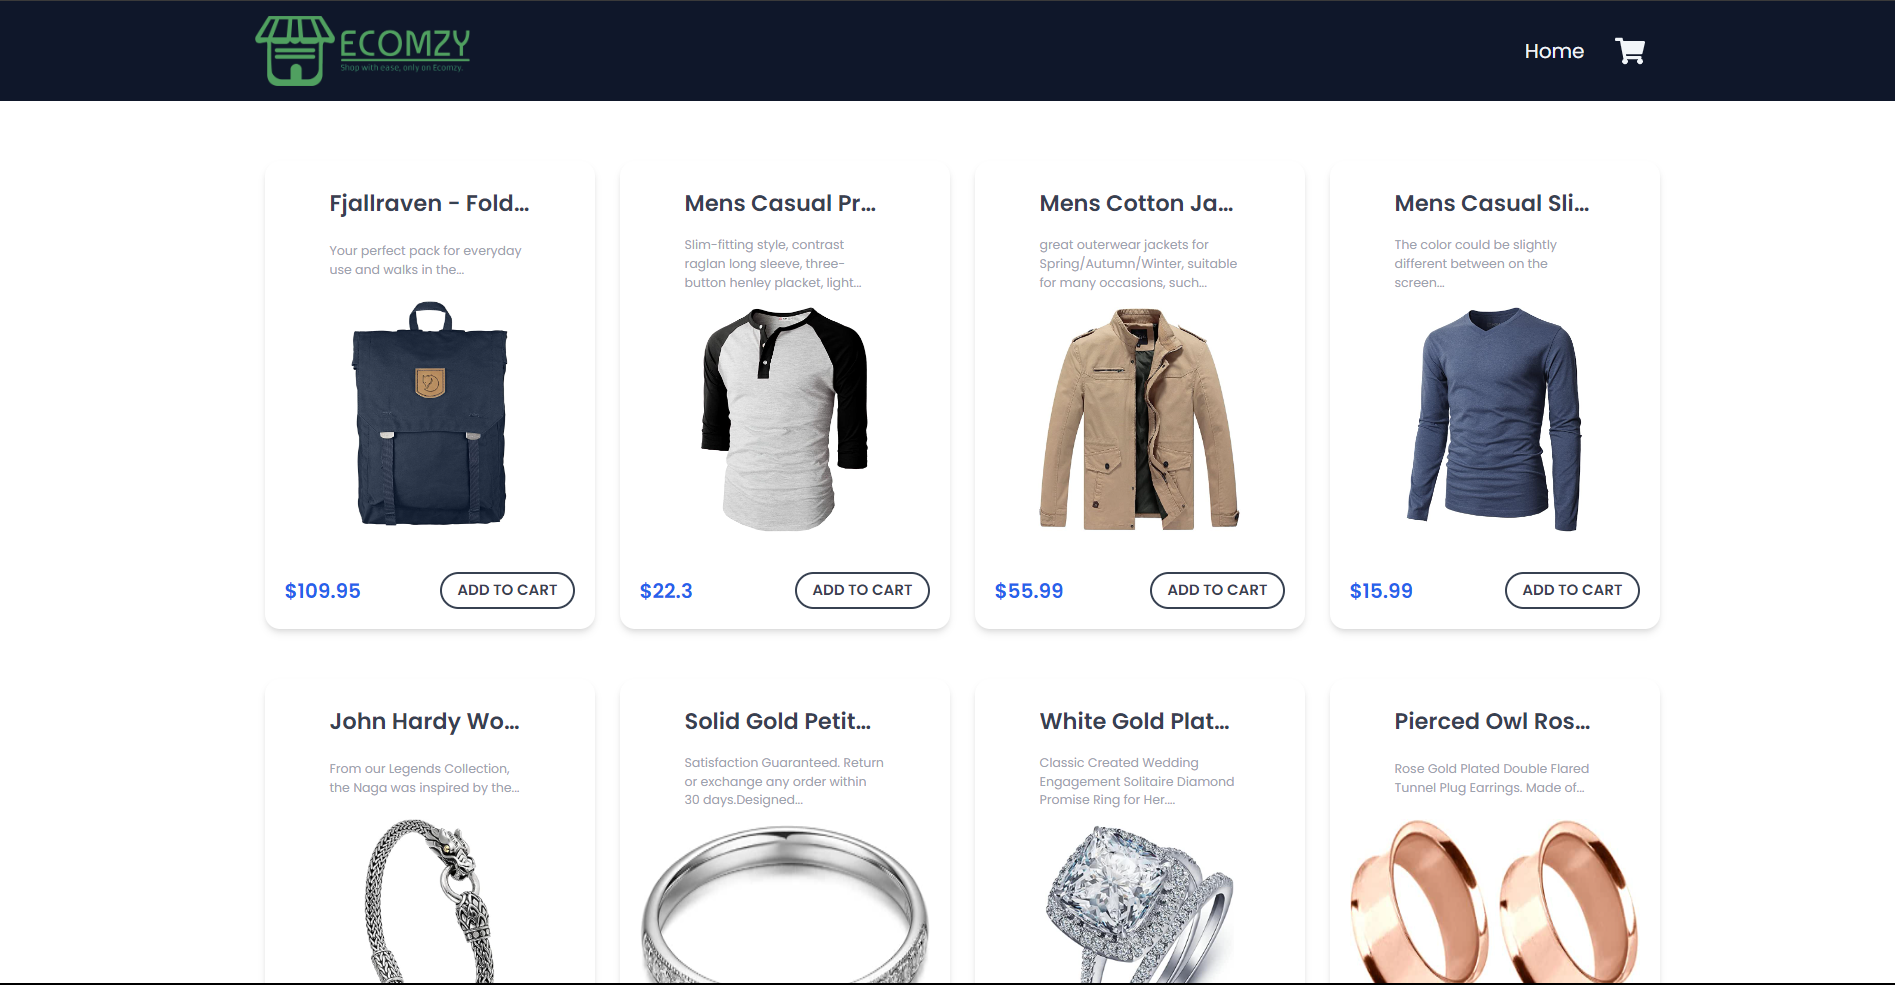 ECOMZY
Shop with ease, only on Ecomzy.
Home
Fjallraven - Fold...
Your perfect pack for everyday
use and walks in the...
$109.95
ADD TO CART
Mens Casual Pr...
Slim-fitting style, contrast
raglan long sleeve, three-
button henley placket, light...
$22.3
ADD TO CART
Mens Cotton Ja...
great outerwear jackets for
Spring/Autumn/Winter, suitable
for many occasions, such...
$55.99
ADD TO CART
Mens Casual Sli...
The color could be slightly
different between on the
screen...
$15.99
ADD TO CART
John Hardy Wo...
From our Legends Collection,
the Naga was inspired by the...
Solid Gold Petit...
Satisfaction Guaranteed. Return
or exchange any order within
30 days.Designed...
White Gold Plat...
Classic Created Wedding
Engagement Solitaire Diamond
Promise Ring for Her....
Pierced Owl Ros...
Rose Gold Plated Double Flared
Tunnel Plug Earrings. Made of...